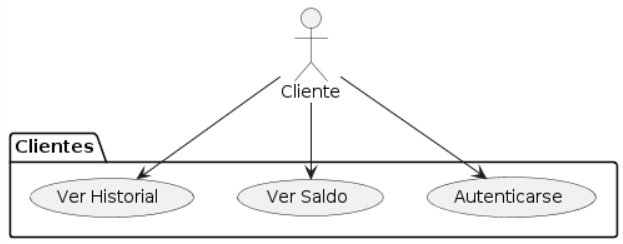 Cliente
Clientes
Ver Historial
Ver Saldo
Autenticarse